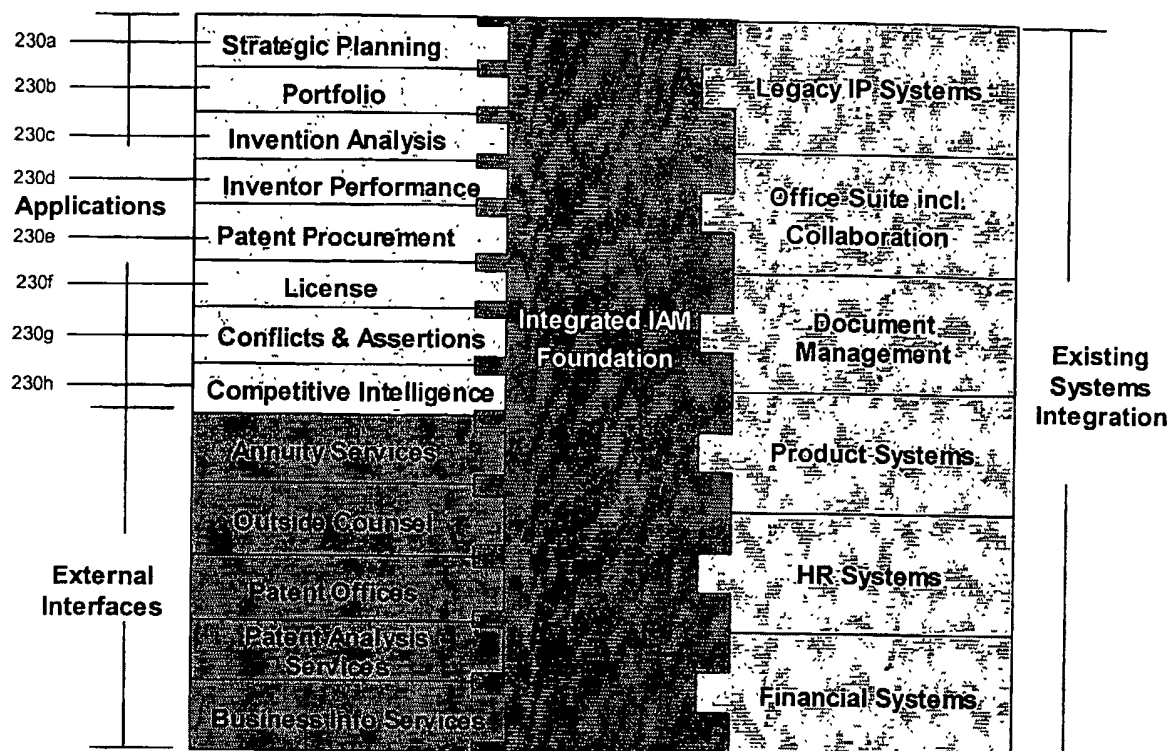 230a
Strategic Planning
230b
Portfolio
230c
Invention Analysis
230d
Inventor Performance
Applications
230e
Patent Procurement
230f
License
230g
Conflicts & Assertions
230h
Competitive Intelligence
Annuity Services
Outside Counsel
Patent Offices
Patent Analysis
Services
Business Info Services
External
Interfaces
Integrated IAM
Foundation
Legacy IP Systems
Office Suite incl.
Collaboration
Document
Management
Product Systems
HR Systems
Financial Systems
Existing
Systems
Integration